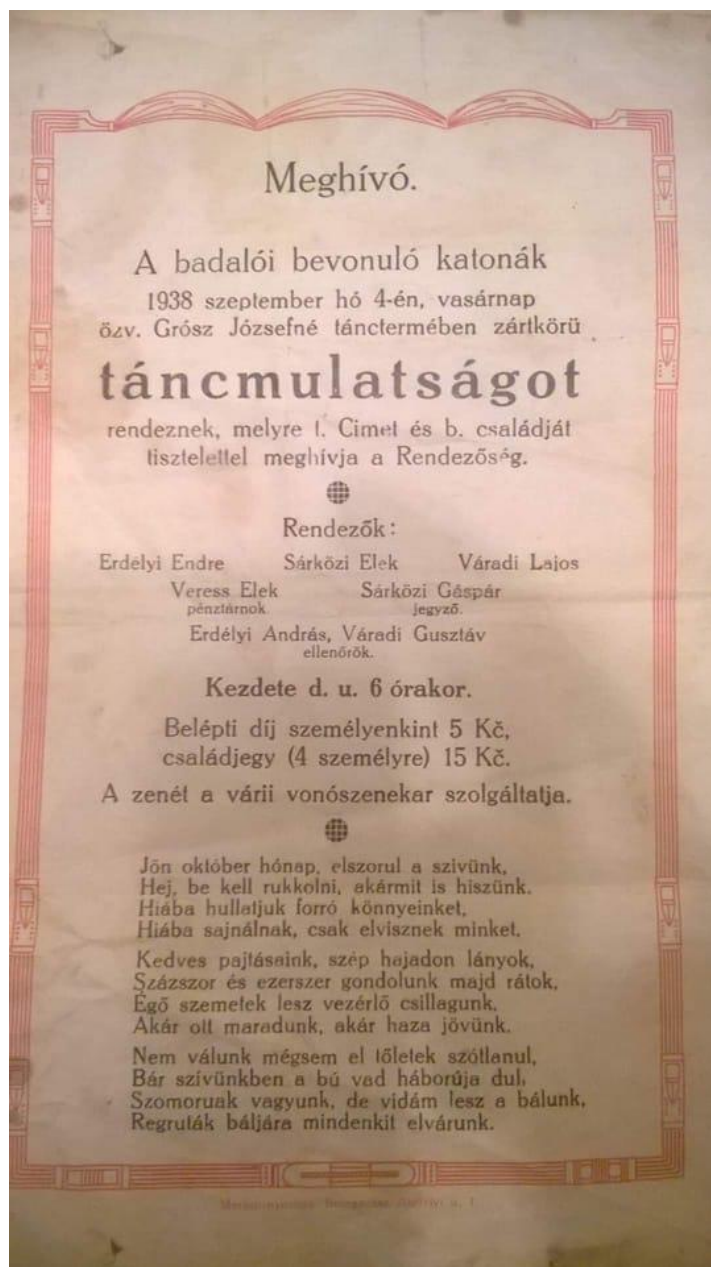 Meghívó.
A badalói bevonuló katonák
1938 szeptember hó 4-én, vasárnap
özv. Grósz Józsefné tánctermében zártkörü
táncmulatságot
rendeznek, melyre t. Cimet és b. családját
tisztelettel meghívja a Rendezőség.
Rendezők:
Erdélyi Endre Sárközi Elek Váradi Lajos
Veress Elek Sárközi Gáspár
pénztárnok. jegyző.
Erdélyi András, Váradi Gusztáv
ellenőrök.
Kezdete d. u. 6 órakor.
Belépti díj személyenkint 5 Kč,
családjegy (4 személyre) 15 Kč.
A zenét a várii vonószenekar szolgáltatja.
Jön október hónap, elszorul a szivünk,
Hej, be kell rukkolni, akármit is hiszünk.
Hiába hullatjuk forró könnyeinket,
Hiába sajnálnak, csak elvisznek minket.
Kedves pajtásaink, szép hajadon lányok,
Százszor és ezerszer gondolunk majd rátok,
Égő szemetek lesz vezérlő csillagunk,
Akár ott maradunk, akár haza jövünk.
Nem válunk mégsem el tőletek szótlanul,
Bár szívünkben a bú vad háborúja dul,
Szomoruak vagyunk, de vidám lesz a bálunk,
Regruták báljára mindenkit elvárunk.